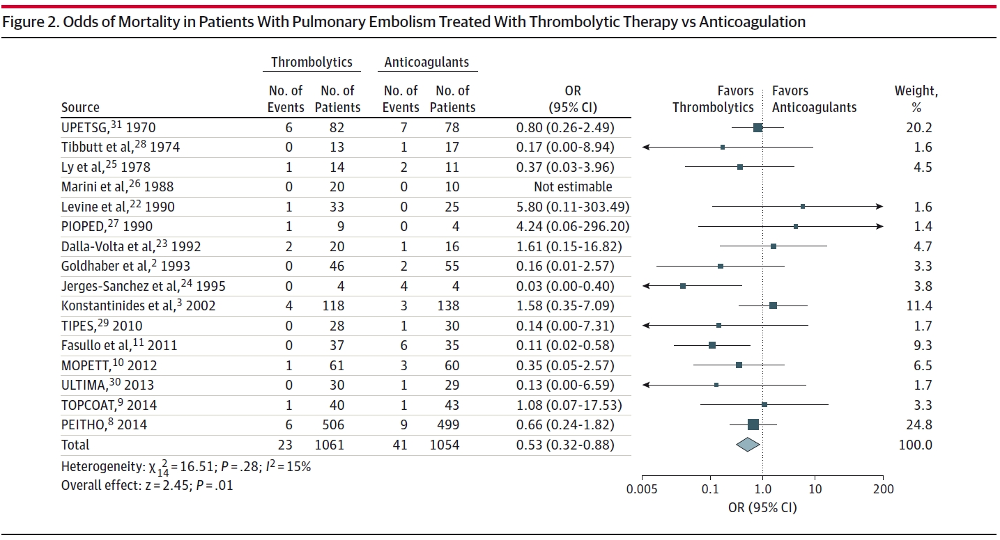 Figure 2. Odds of Mortality in Patients With Pulmonary Embolism Treated With Thrombolytic Therapy vs Anticoagulation
Thrombolytics Anticoagulants
No. of No. of No. of No. of OR Favors Favors Weight,
Source Events Patients Events Patients (95% CI) Thrombolytics Anticoagulants %
UPETSG,31 1970 6 82 7 78 0.80 (0.26-2.49) 20.2
Tibbutt et al,28 1974 0 13 1 17 0.17 (0.00-8.94) 1.6
Ly et al,25 1978 1 14 2 11 0.37 (0.03-3.96) 4.5
Marini et al,26 1988 0 20 0 10 Not estimable
Levine et al,22 1990 1 33 0 25 5.80 (0.11-303.49) 1.6
PIOPED,27 1990 1 9 0 4 4.24 (0.06-296.20) 1.4
Dalla-Volta et al,23 1992 2 20 1 16 1.61 (0.15-16.82) 4.7
Goldhaber et al,2 1993 0 46 2 55 0.16 (0.01-2.57) 3.3
Jerges-Sanchez et al,24 1995 0 4 4 4 0.03 (0.00-0.40) 3.8
Konstantinides et al,3 2002 4 118 3 138 1.58 (0.35-7.09) 11.4
TIPES,29 2010 0 28 1 30 0.14 (0.00-7.31) 1.7
Fasullo et al,11 2011 0 37 6 35 0.11 (0.02-0.58) 9.3
MOPETT,10 2012 1 61 3 60 0.35 (0.05-2.57) 6.5
ULTIMA,30 2013 0 30 1 29 0.13 (0.00-6.59) 1.7
TOPCOAT,9 2014 1 40 1 43 1.08 (0.07-17.53) 3.3
PEITHO,8 2014 6 506 9 499 0.66 (0.24-1.82) 24.8
Total 23 1061 41 1054 0.53 (0.32-0.88) 100.0
Heterogeneity: χ²14 = 16.51; P = .28; I² = 15%
Overall effect: z = 2.45; P = .01
0.005 0.1 1.0 10 200
OR (95% CI)